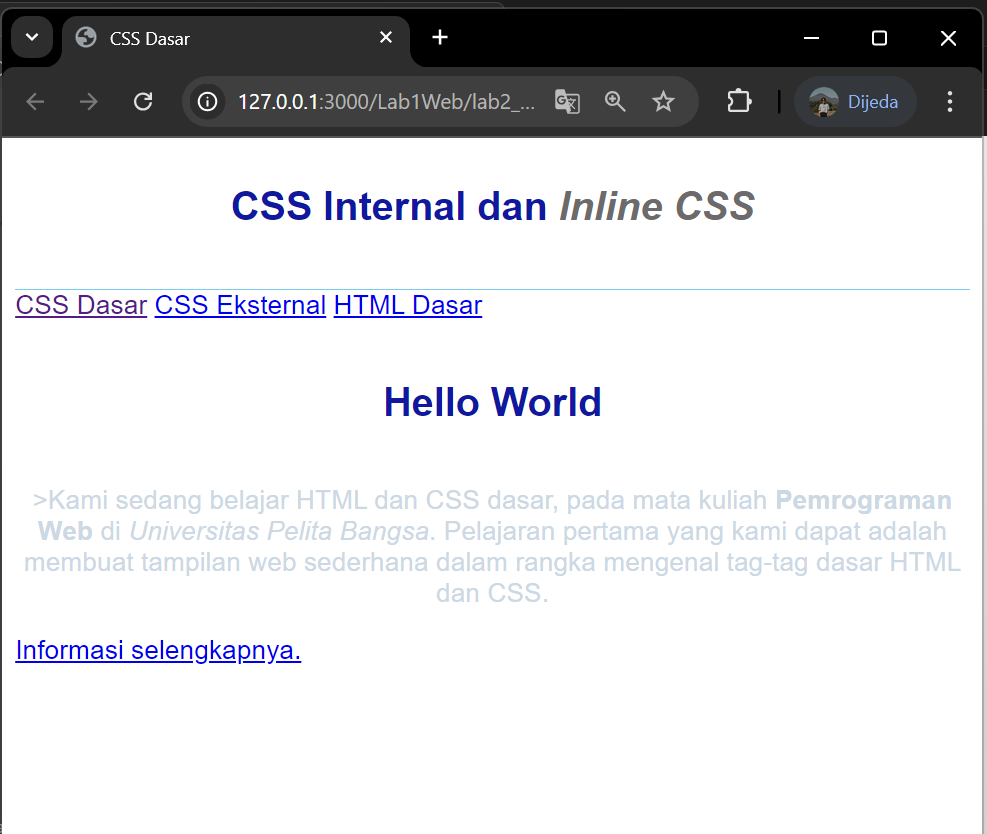 CSS Dasar
127.0.0.1:3000/Lab1Web/lab2_...
Dijeda
CSS Internal dan Inline CSS
CSS Dasar CSS Eksternal HTML Dasar
Hello World
>Kami sedang belajar HTML dan CSS dasar, pada mata kuliah Pemrograman
Web di Universitas Pelita Bangsa. Pelajaran pertama yang kami dapat adalah
membuat tampilan web sederhana dalam rangka mengenal tag-tag dasar HTML
dan CSS.
Informasi selengkapnya.